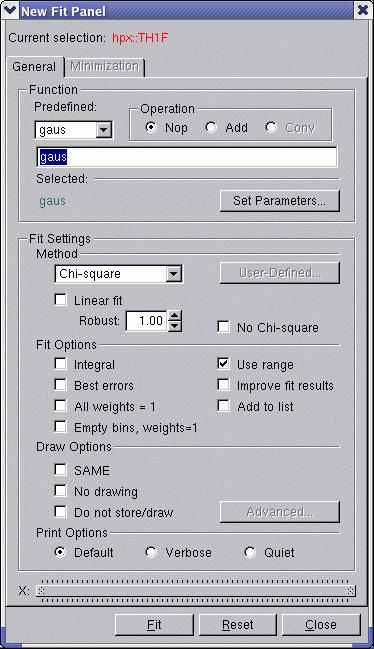 New Fit Panel
Current selection: hpx::TH1F
General Minimization
Function
Predefined: Operation
gaus Nop Add Conv
gaus
Selected:
gaus Set Parameters...
Fit Settings
Method
Chi-square User-Defined...
Linear fit
Robust: 1.00 No Chi-square
Fit Options
Integral Use range
Best errors Improve fit results
All weights = 1 Add to list
Empty bins, weights=1
Draw Options
SAME
No drawing
Do not store/draw Advanced...
Print Options
Default Verbose Quiet
X:
Fit Reset Close